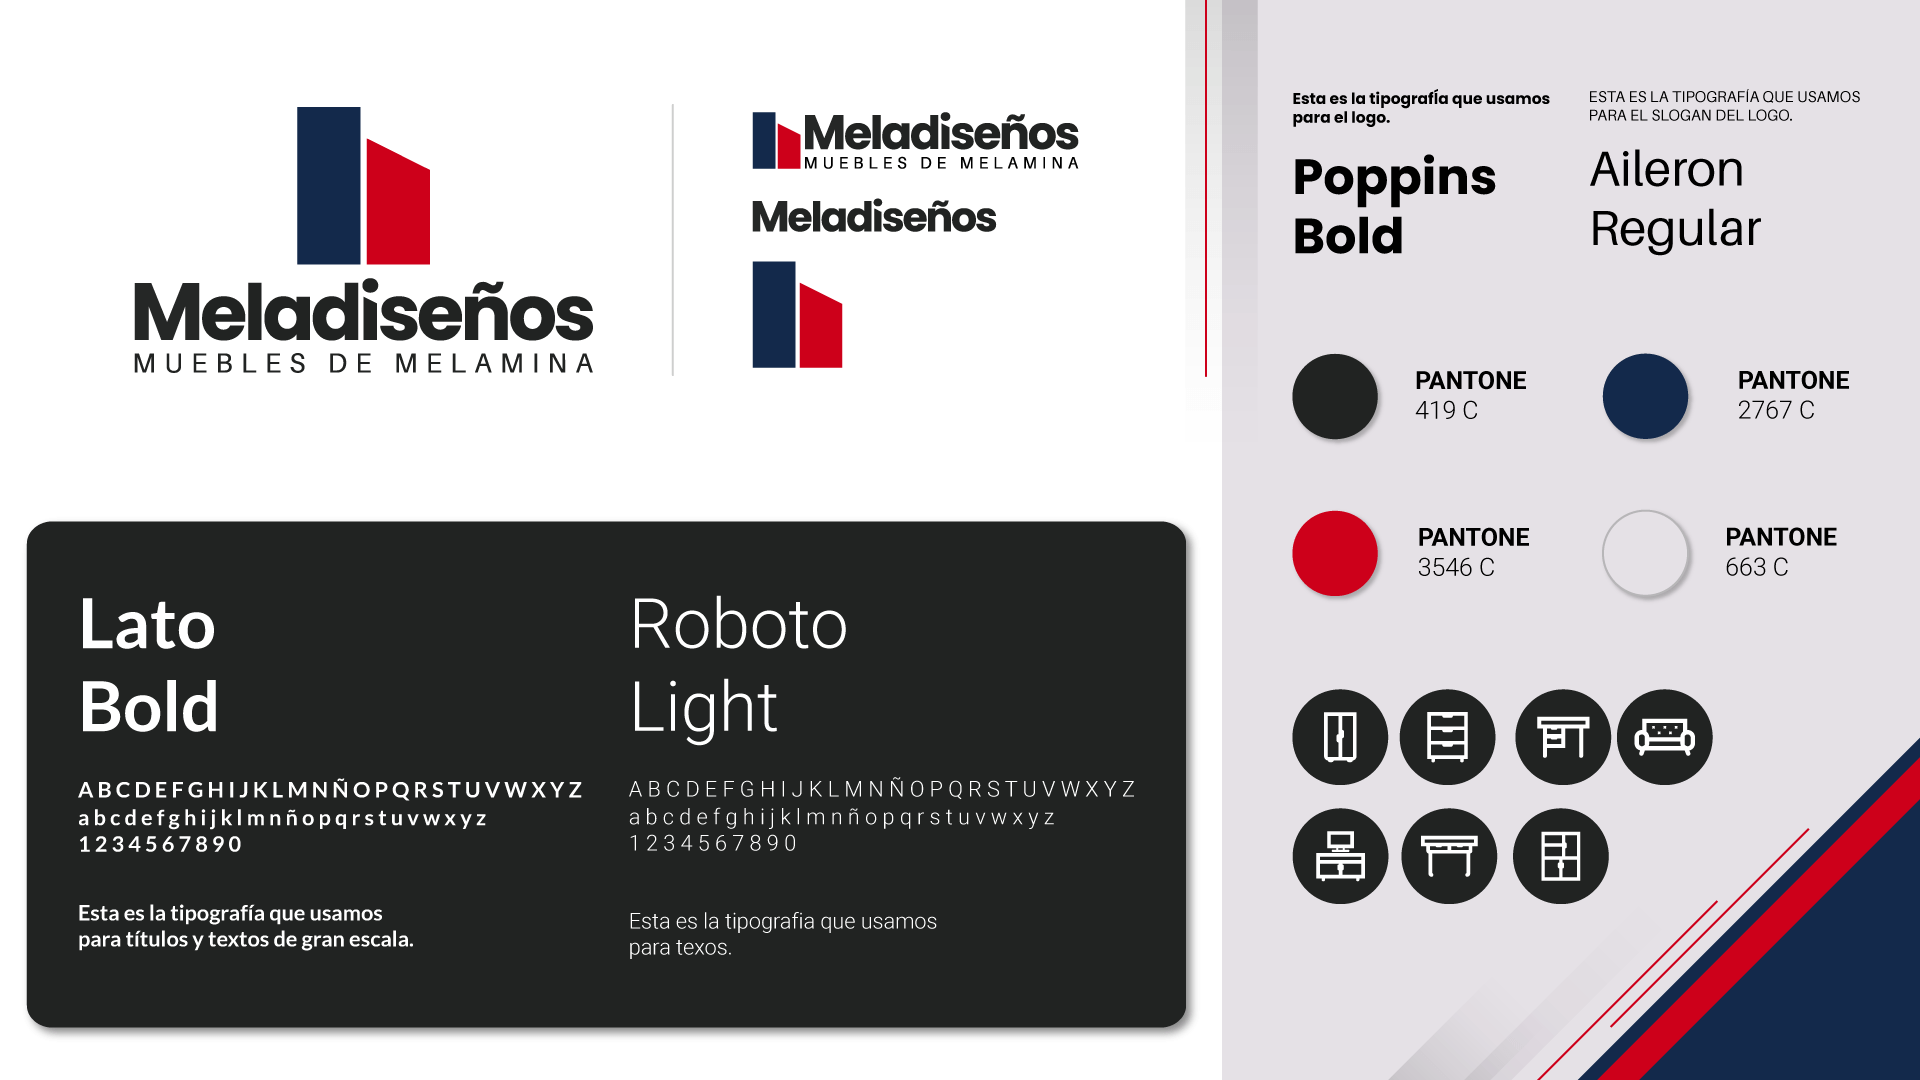 Meladiseños
MUEBLES DE MELAMINA
Meladiseños
MUEBLES DE MELAMINA
Meladiseños
Esta es la tipografía que usamos
para el logo.
Poppins
Bold
ESTA ES LA TIPOGRAFÍA QUE USAMOS
PARA EL SLOGAN DEL LOGO.
Aileron
Regular
PANTONE
419 C
PANTONE
2767 C
PANTONE
3546 C
PANTONE
663 C
Lato
Bold
ABCDEFGHIJKLMNÑOPQRSTUVWXYZ
abcdefghijklmnñopqrstuvwxyz
1234567890
Esta es la tipografía que usamos
para títulos y textos de gran escala.
Roboto
Light
ABCDEFGHIJKLMNÑOPQRSTUVWXYZ
abcdefghijklmnñopqrstuvwxyz
1234567890
Esta es la tipografia que usamos
para texos.